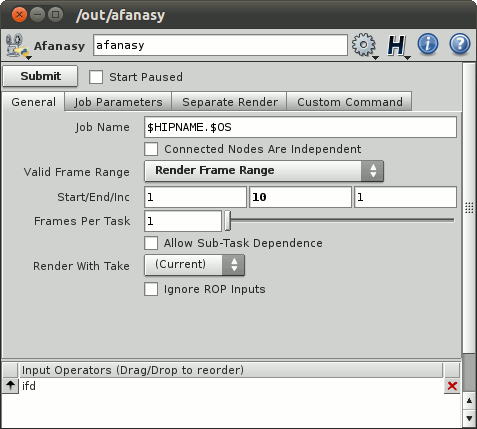 /out/afanasy
Afanasy afanasy H i ?
Submit Start Paused
General Job Parameters Separate Render Custom Command
Job Name $HIPNAME.$OS
Connected Nodes Are Independent
Valid Frame Range Render Frame Range
Start/End/Inc 1 10 1
Frames Per Task 1
Allow Sub-Task Dependence
Render With Take (Current)
Ignore ROP Inputs
Input Operators (Drag/Drop to reorder)
ifd